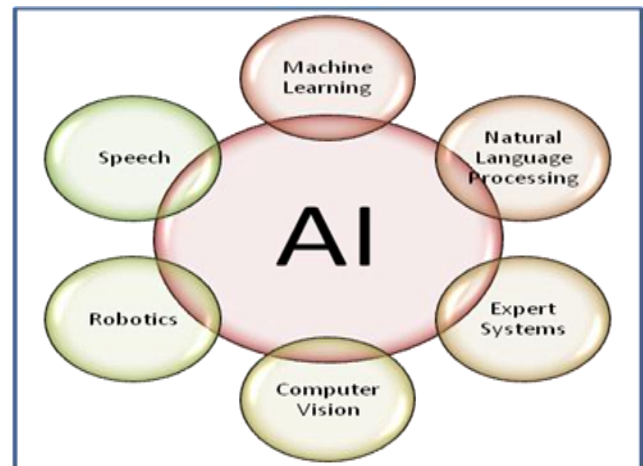 Machine
Learning
Natural
Language
Processing
Expert
Systems
Computer
Vision
Robotics
Speech
AI